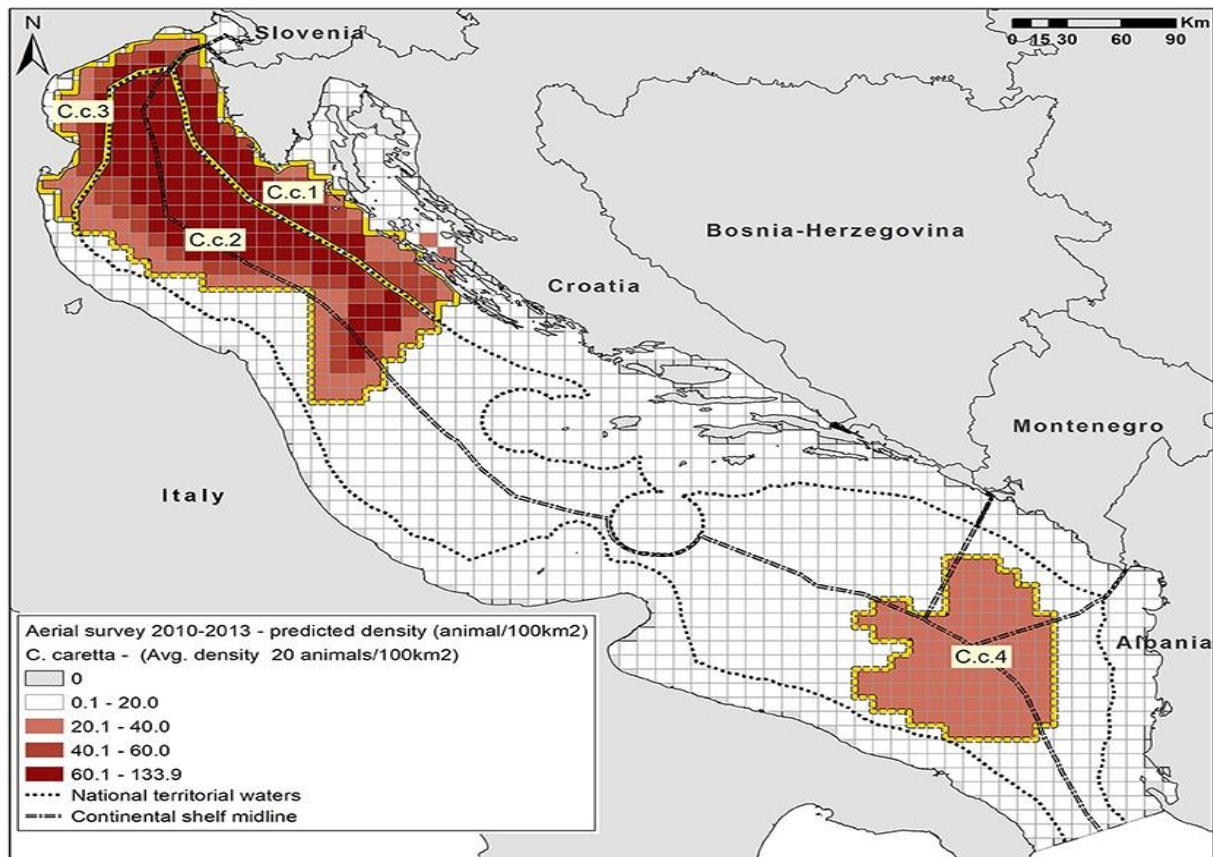 N
Slovenia
Km
0 15 30 60 90
C.c.3
C.c.1
C.c.2
Bosnia-Herzegovina
Croatia
Montenegro
Italy
Albania
C.c.4
Aerial survey 2010-2013 - predicted density (animal/100km2)
C. caretta - (Avg. density 20 animals/100km2)
0
0.1 - 20.0
20.1 - 40.0
40.1 - 60.0
60.1 - 133.9
National territorial waters
Continental shelf midline